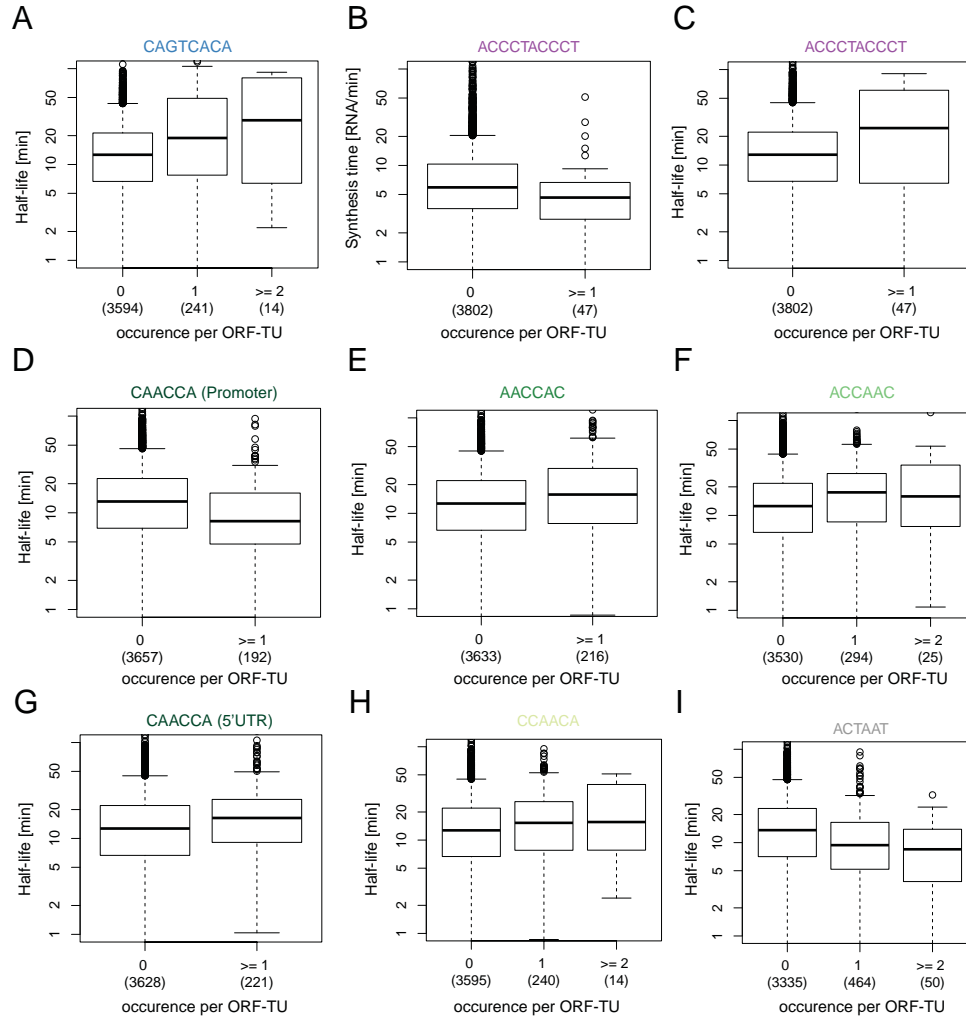 A
CAGTCACA
Half-life [min]
50
20
10
5
2
1
0
(3594)
1
(241)
>= 2
(14)
occurence per ORF-TU
B
ACCCTACCCT
Synthesis time [RNA/min]
50
20
10
5
2
1
0
(3802)
>= 1
(47)
occurence per ORF-TU
C
ACCCTACCCT
Half-life [min]
50
20
10
5
2
1
0
(3802)
>= 1
(47)
occurence per ORF-TU
D
CAACCA (Promoter)
Half-life [min]
50
20
10
5
2
1
0
(3657)
>= 1
(192)
occurence per ORF-TU
E
AACCAC
Half-life [min]
50
20
10
5
2
1
0
(3633)
>= 1
(216)
occurence per ORF-TU
F
ACCAAC
Half-life [min]
50
20
10
5
2
1
0
(3530)
1
(294)
>= 2
(25)
occurence per ORF-TU
G
CAACCA (5'UTR)
Half-life [min]
50
20
10
5
2
1
0
(3628)
>= 1
(221)
occurence per ORF-TU
H
CCAACA
Half-life [min]
50
20
10
5
2
1
0
(3595)
1
(240)
>= 2
(14)
occurence per ORF-TU
I
ACTAAT
Half-life [min]
50
20
10
5
2
1
0
(3335)
1
(464)
>= 2
(50)
occurence per ORF-TU